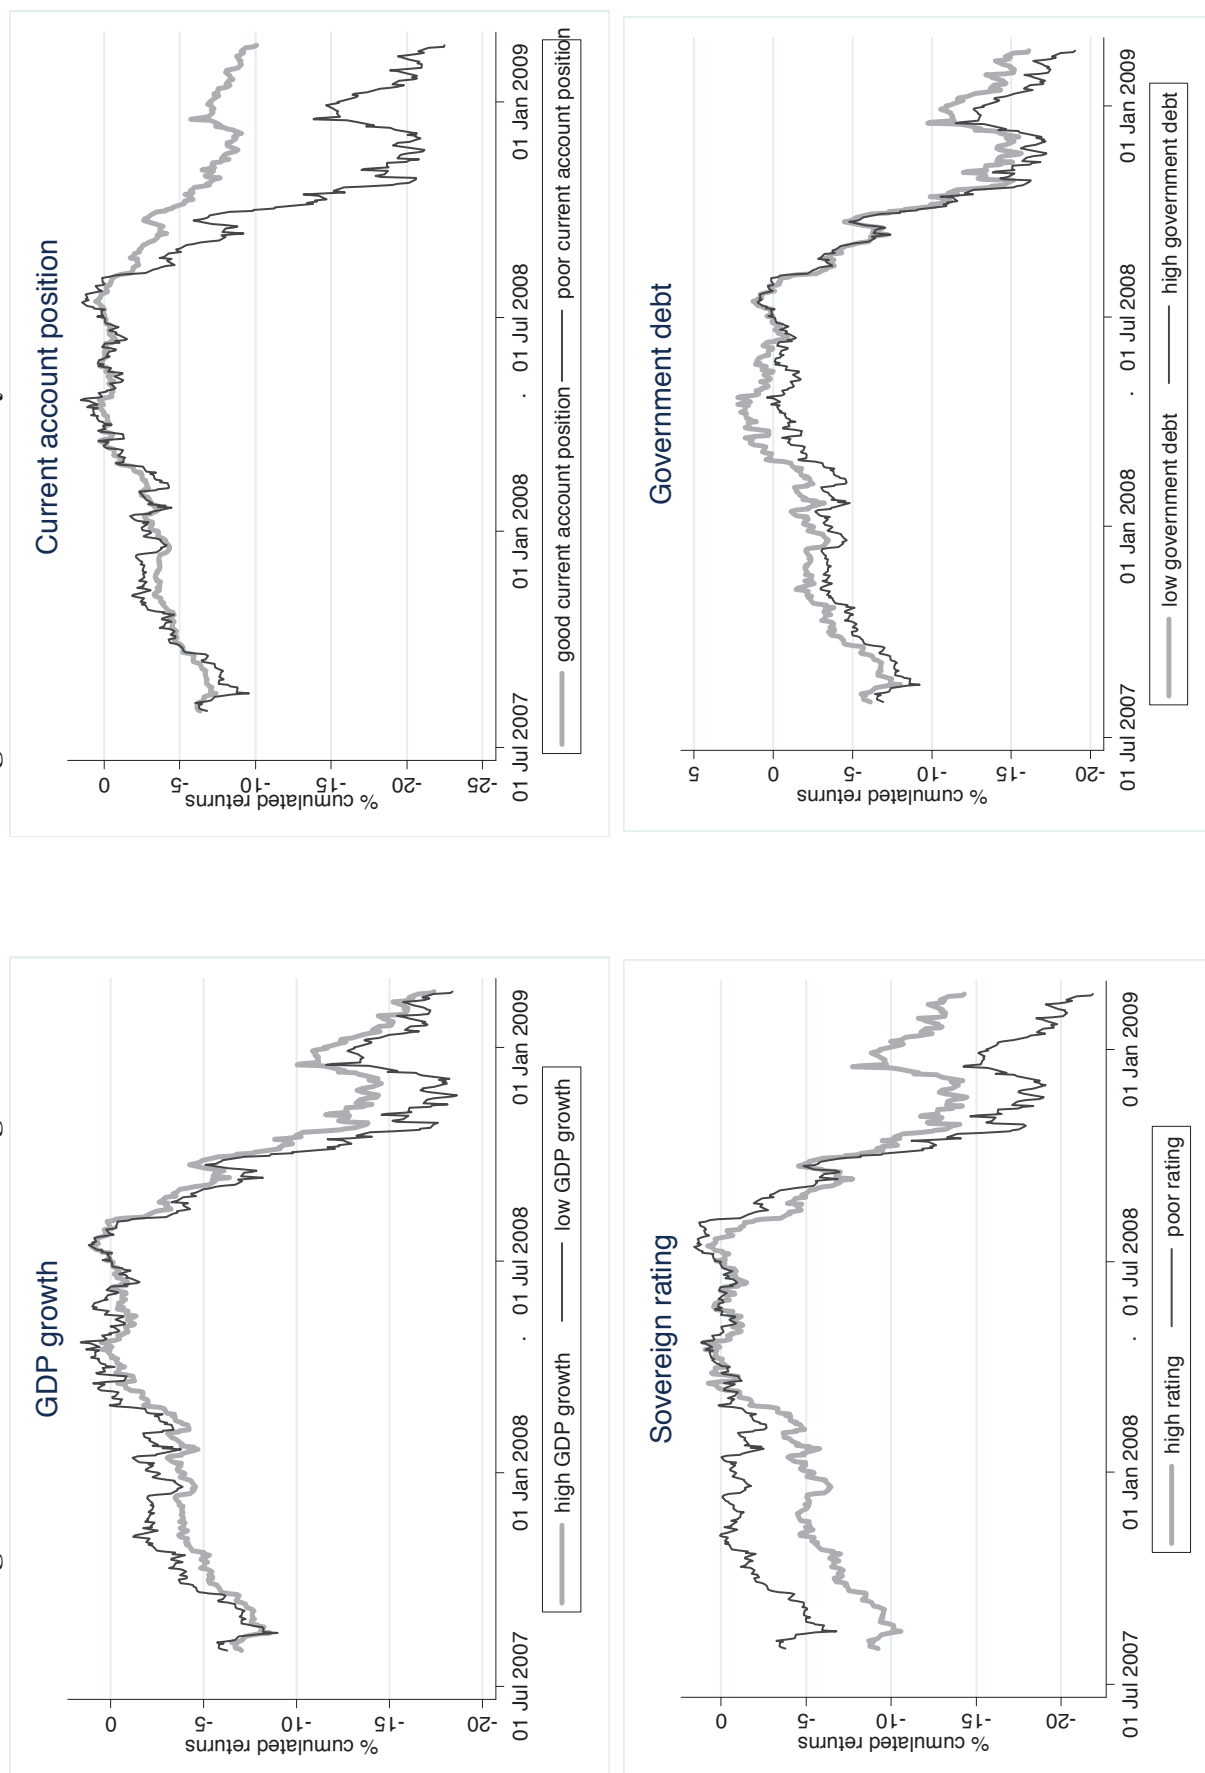 GDP growth
% cumulated returns
0
-5
-10
-15
-20
01 Jul 2007
01 Jan 2008
.
01 Jul 2008
01 Jan 2009
high GDP growth
low GDP growth
Current account position
% cumulated returns
0
-5
-10
-15
-20
-25
01 Jul 2007
01 Jan 2008
.
01 Jul 2008
01 Jan 2009
good current account position
poor current account position
Sovereign rating
% cumulated returns
0
-5
-10
-15
-20
01 Jul 2007
01 Jan 2008
.
01 Jul 2008
01 Jan 2009
high rating
poor rating
Government debt
% cumulated returns
5
0
-5
-10
-15
-20
01 Jul 2007
01 Jan 2008
.
01 Jul 2008
01 Jan 2009
low government debt
high government debt